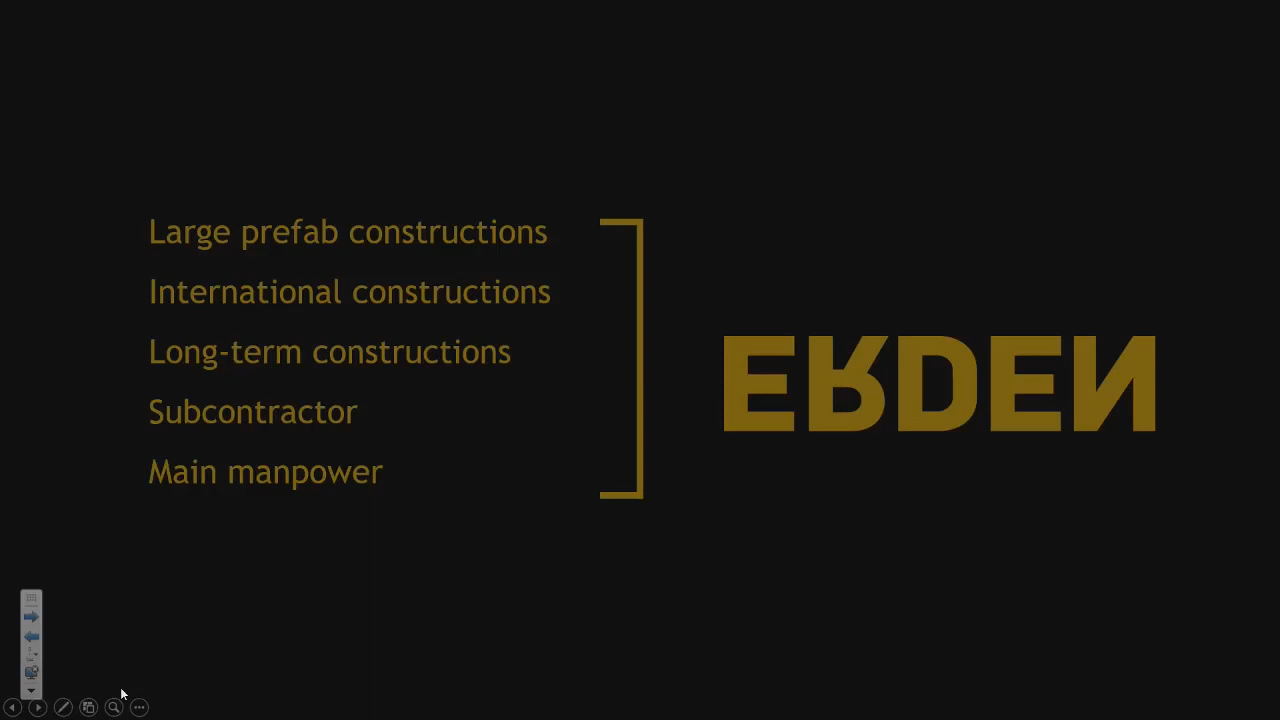 Large prefab constructions
International constructions
Long-term constructions
Subcontractor
Main manpower
ERDEN